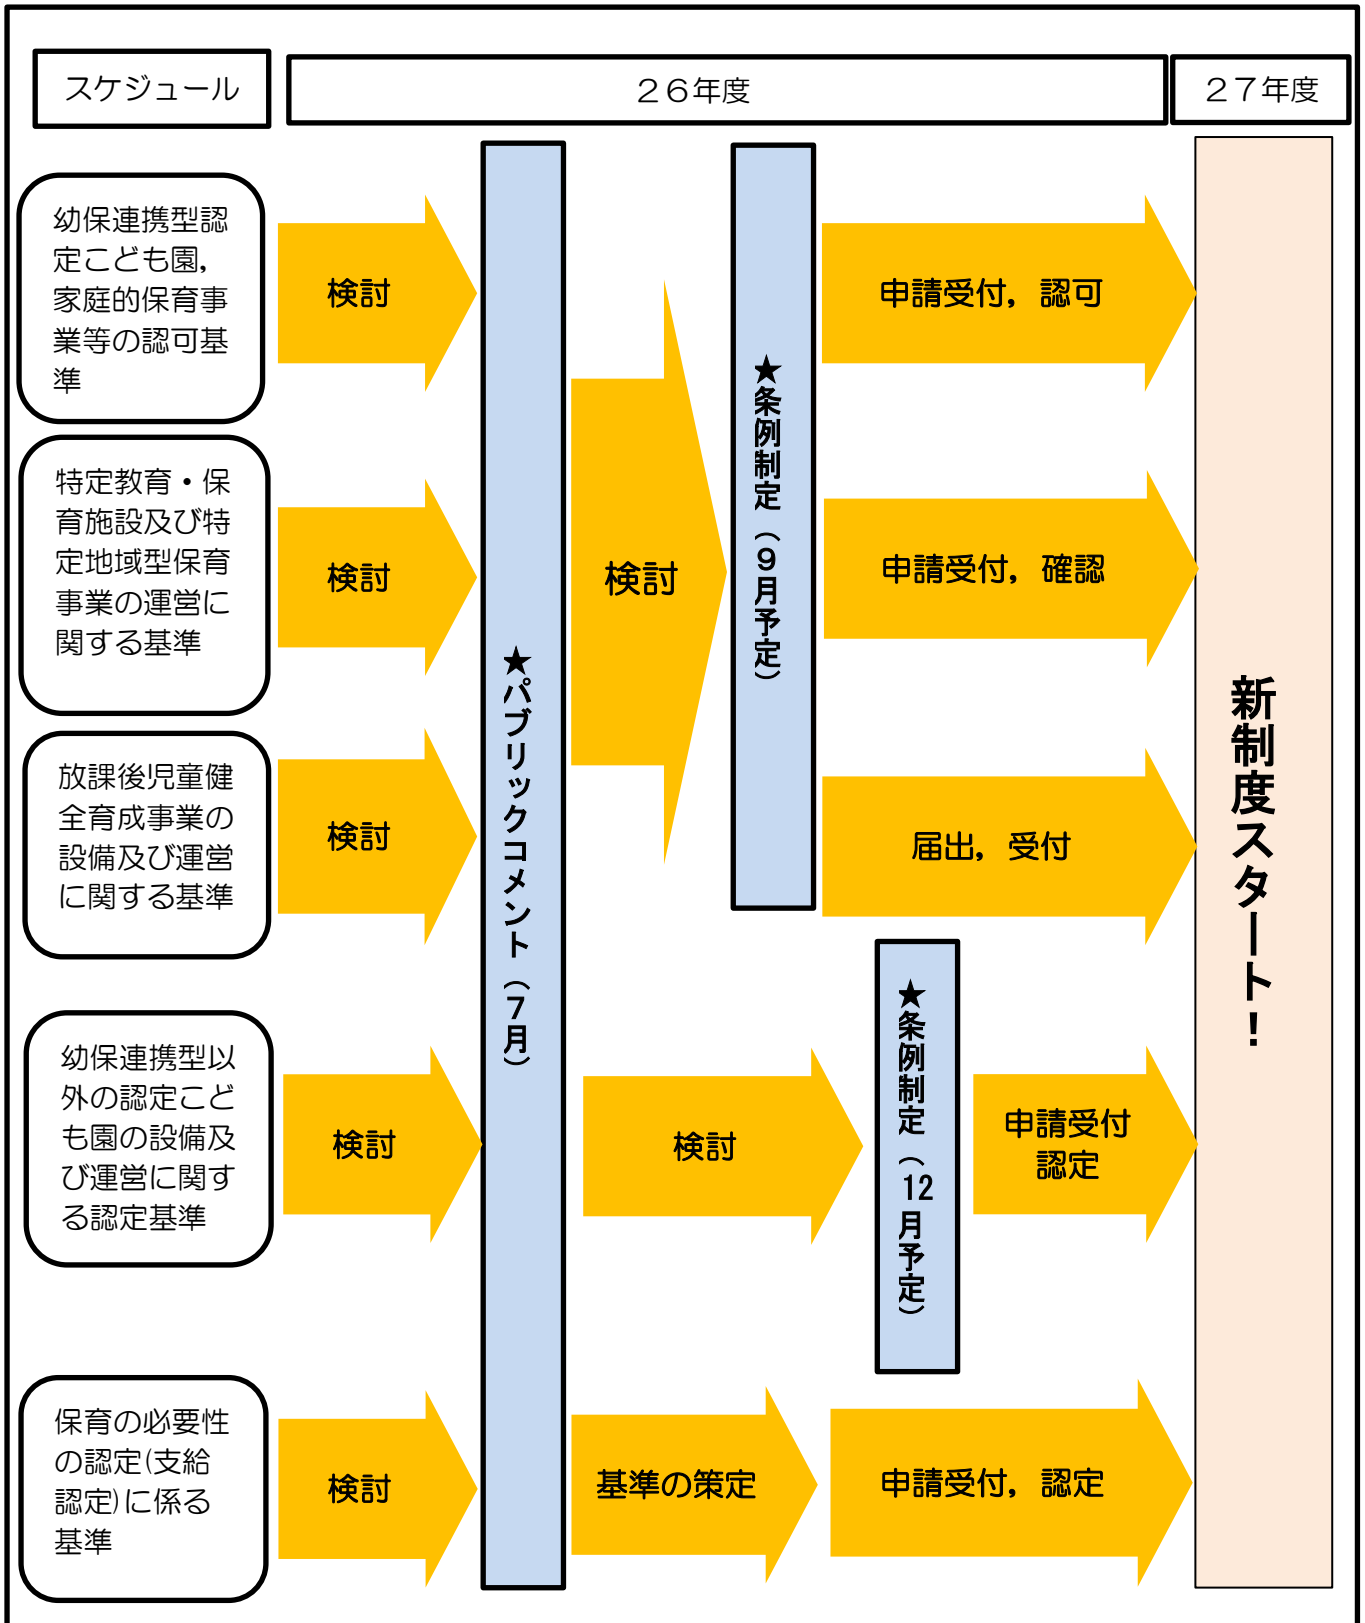 スケジュール
２６年度
２７年度
幼保連携型認
定こども園，
家庭的保育事
業等の認可基
準
検討
申請受付，認可
特定教育・保
育施設及び特
定地域型保育
事業の運営に
関する基準
検討
検討
申請受付，確認
放課後児童健
全育成事業の
設備及び運営
に関する基準
検討
届出，受付
★パブリックコメント（７月）
★条例制定（９月予定）
新制度スタート！
幼保連携型以
外の認定こど
も園の設備及
び運営に関す
る認定基準
検討
検討
★条例制定（12月予定）
申請受付
認定
保育の必要性
の認定(支給
認定)に係る
基準
検討
基準の策定
申請受付，認定